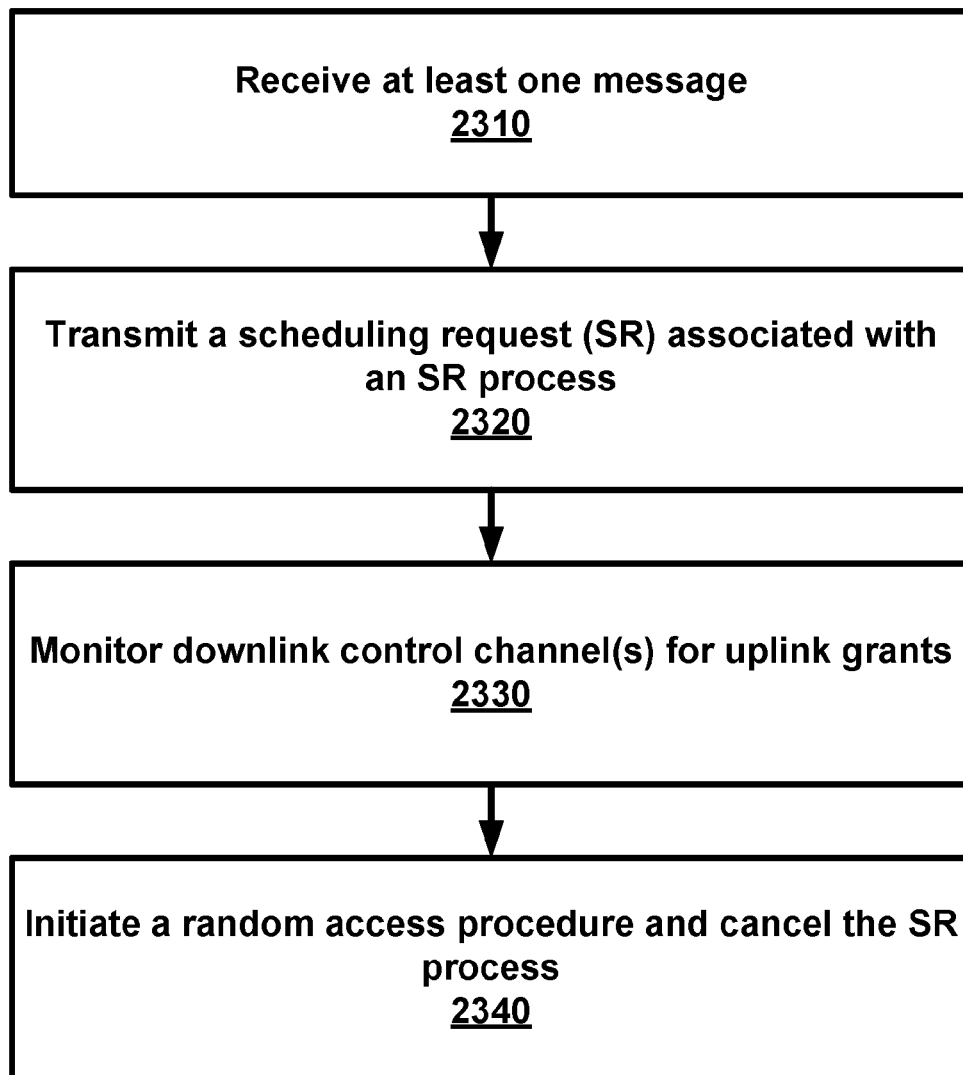 Receive at least one message
2310
Transmit a scheduling request (SR) associated with
an SR process
2320
Monitor downlink control channel(s) for uplink grants
2330
Initiate a random access procedure and cancel the SR
process
2340